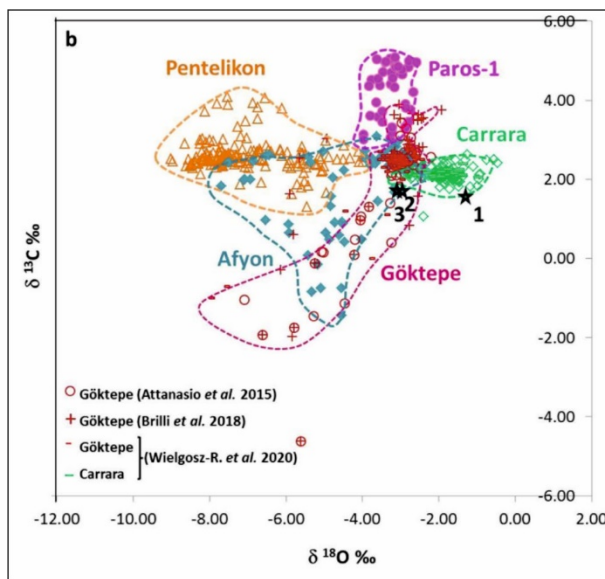 b
6.00
Pentelikon
Paros-1
4.00
Carrara
2.00
3 2 1
0.00
Afyon
Göktepe
-2.00
Göktepe (Attanasio et al. 2015)
Göktepe (Brilli et al. 2018)
Göktepe
(Wielgosz-R. et al. 2020)
Carrara
-4.00
-6.00
-12.00 -10.00 -8.00 -6.00 -4.00 -2.00 0.00 2.00
δ 13C ‰
δ 18O ‰